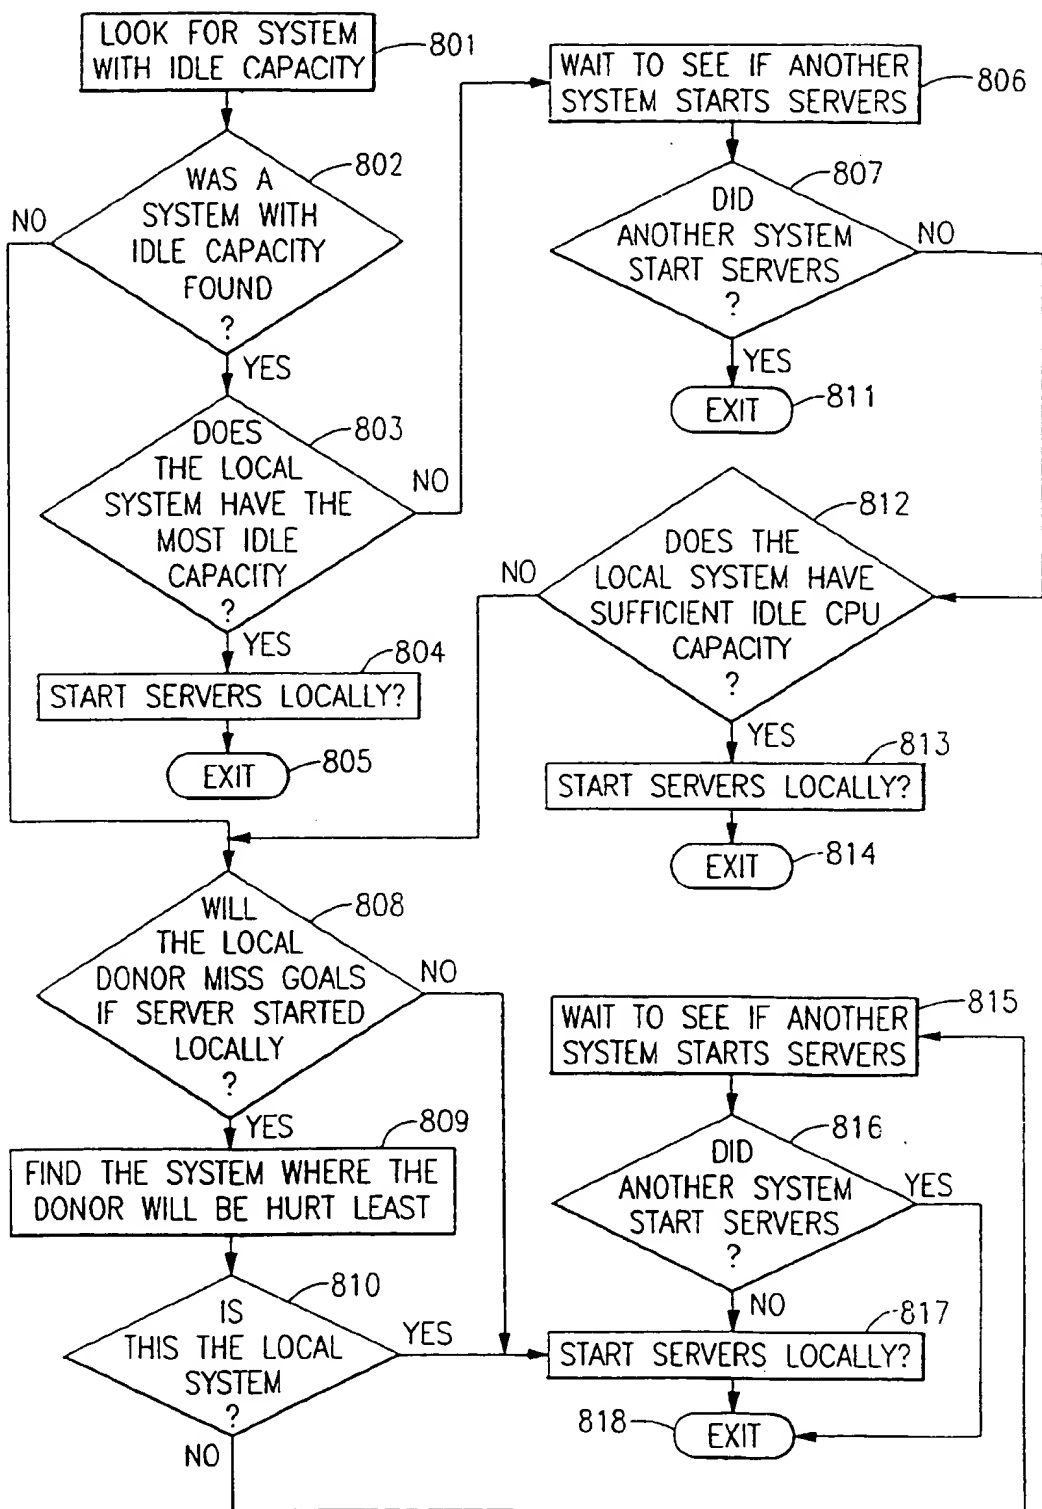 LOOK FOR SYSTEM
WITH IDLE CAPACITY
801
WAS A
SYSTEM WITH
IDLE CAPACITY
FOUND
?
802
NO
YES
DOES
THE LOCAL
SYSTEM HAVE THE
MOST IDLE
CAPACITY
?
803
NO
YES
START SERVERS LOCALLY?
804
EXIT
805
WAIT TO SEE IF ANOTHER
SYSTEM STARTS SERVERS
806
DID
ANOTHER SYSTEM
START SERVERS
?
807
NO
YES
EXIT
811
DOES THE
LOCAL SYSTEM HAVE
SUFFICIENT IDLE CPU
CAPACITY
?
812
NO
YES
START SERVERS LOCALLY?
813
EXIT
814
WILL
THE LOCAL
DONOR MISS GOALS
IF SERVER STARTED
LOCALLY
?
808
NO
YES
FIND THE SYSTEM WHERE THE
DONOR WILL BE HURT LEAST
809
IS
THIS THE LOCAL
SYSTEM
?
810
YES
NO
WAIT TO SEE IF ANOTHER
SYSTEM STARTS SERVERS
815
DID
ANOTHER SYSTEM
START SERVERS
?
816
YES
NO
START SERVERS LOCALLY?
817
EXIT
818